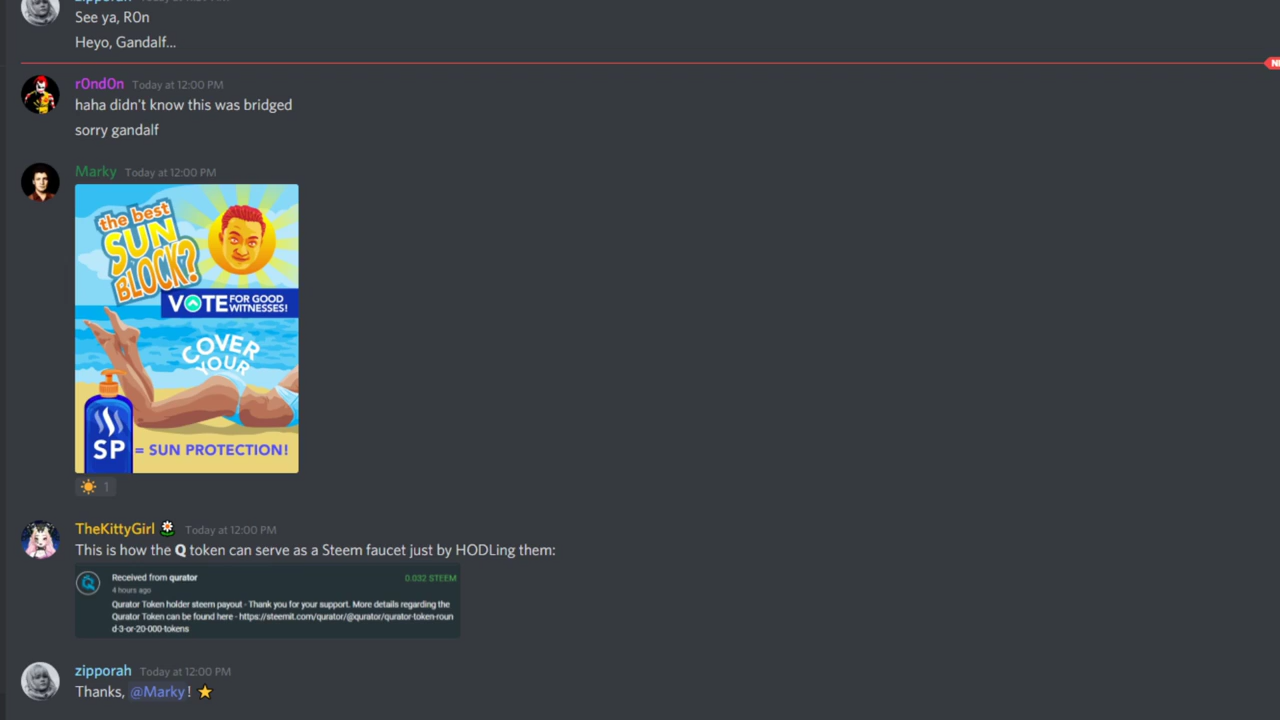 zipporah
See ya, R0n
Heyo, Gandalf...
r0nd0n Today at 12:00 PM
haha didn't know this was bridged
sorry gandalf
Marky Today at 12:00 PM
the best
SUN
BLOCK?
VOTE FOR GOOD
WITNESSES!
COVER
YOUR
SP = SUN PROTECTION!
1
TheKittyGirl Today at 12:00 PM
This is how the Q token can serve as a Steem faucet just by HODLing them:
Received from qurator 0.032 STEEM
4 hours ago
Qurator Token holder steem payout - Thank you for your support. More details regarding the
Qurator Token can be found here - https://steemit.com/qurator/@qurator/qurator-token-roun
d-3-or-20-000-tokens
zipporah Today at 12:00 PM
Thanks, @Marky!